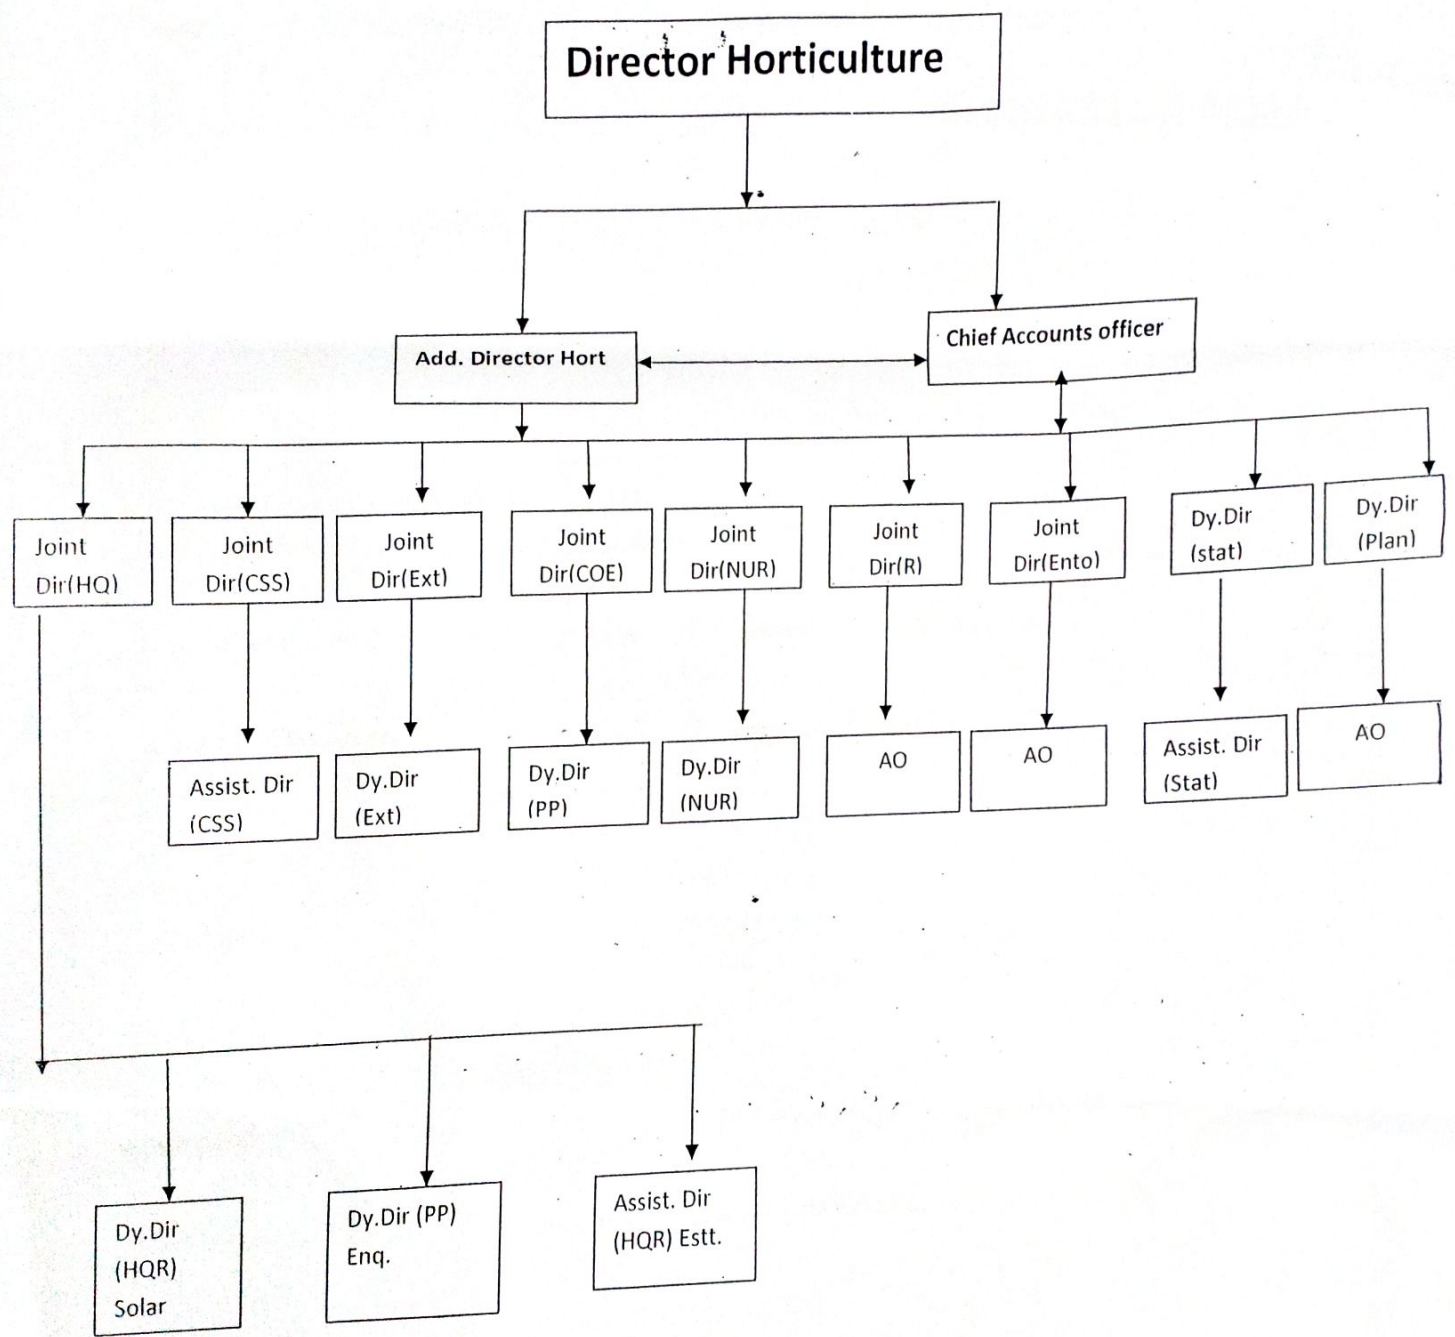 Director Horticulture
Add. Director Hort
Chief Accounts officer
Joint
Dir(HQ)
Joint
Dir(CSS)
Joint
Dir(Ext)
Joint
Dir(COE)
Joint
Dir(NUR)
Joint
Dir(R)
Joint
Dir(Ento)
Dy.Dir
(stat)
Dy.Dir
(Plan)
Assist. Dir
(CSS)
Dy.Dir
(Ext)
Dy.Dir
(PP)
Dy.Dir
(NUR)
AO
AO
Assist. Dir
(Stat)
AO
Dy.Dir
(HQR)
Solar
Dy.Dir (PP)
Enq.
Assist. Dir
(HQR) Estt.